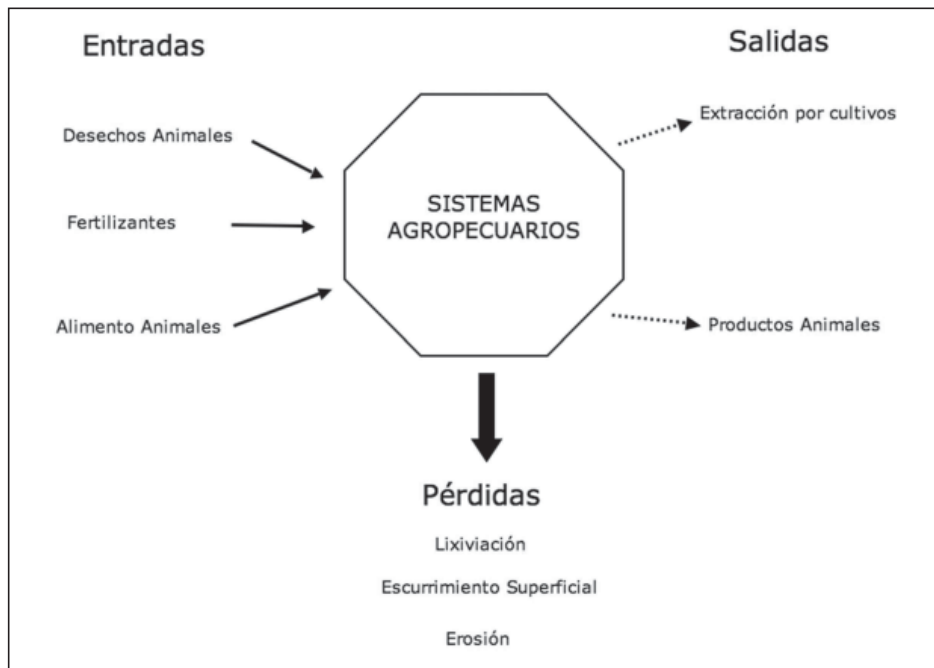 Entradas
Salidas
Desechos Animales
Extracción por cultivos
Fertilizantes
SISTEMAS
AGROPECUARIOS
Alimento Animales
Productos Animales
Pérdidas
Lixiviación
Escurrimiento Superficial
Erosión